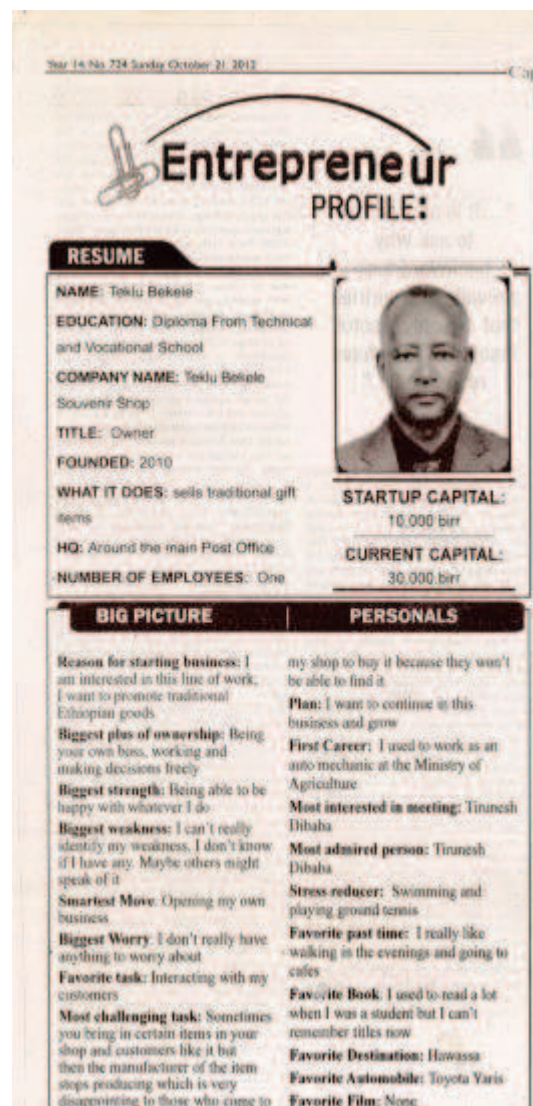 Year 14, No. 724 Sunday October 21, 2012
Cap
Entrepreneur
PROFILE:
RESUME
NAME: Teklu Bekele
EDUCATION: Diploma From Technical
and Vocational School
COMPANY NAME: Teklu Bekele
Souvenir Shop
TITLE: Owner
FOUNDED: 2010
WHAT IT DOES: sells traditional gift
items
HQ: Around the main Post Office
NUMBER OF EMPLOYEES: One
STARTUP CAPITAL:
10,000 birr
CURRENT CAPITAL:
30,000 birr
BIG PICTURE
Reason for starting business: I
am interested in this line of work,
I want to promote traditional
Ethiopian goods
Biggest plus of ownership: Being
your own boss, working and
making decisions freely
Biggest strength: Being able to be
happy with whatever I do
Biggest weakness: I can't really
identify my weakness, I don't know
if I have any. Maybe others might
speak of it
Smartest Move: Opening my own
business
Biggest Worry: I don't really have
anything to worry about
Favorite task: Interacting with my
customers
Most challenging task: Sometimes
you bring in certain items in your
shop and customers like it but
then the manufacturer of the item
stops producing which is very
disappointing to those who come to
PERSONALS
my shop to buy it because they won't
be able to find it
Plan: I want to continue in this
business and grow
First Career: I used to work as an
auto mechanic at the Ministry of
Agriculture
Most interested in meeting: Tirunesh
Dibaba
Most admired person: Tirunesh
Dibaba
Stress reducer: Swimming and
playing ground tennis
Favorite past time: I really like
walking in the evenings and going to
cafes
Favorite Book: I used to read a lot
when I was a student but I can't
remember titles now
Favorite Destination: Hawassa
Favorite Automobile: Toyota Yaris
Favorite Film: None